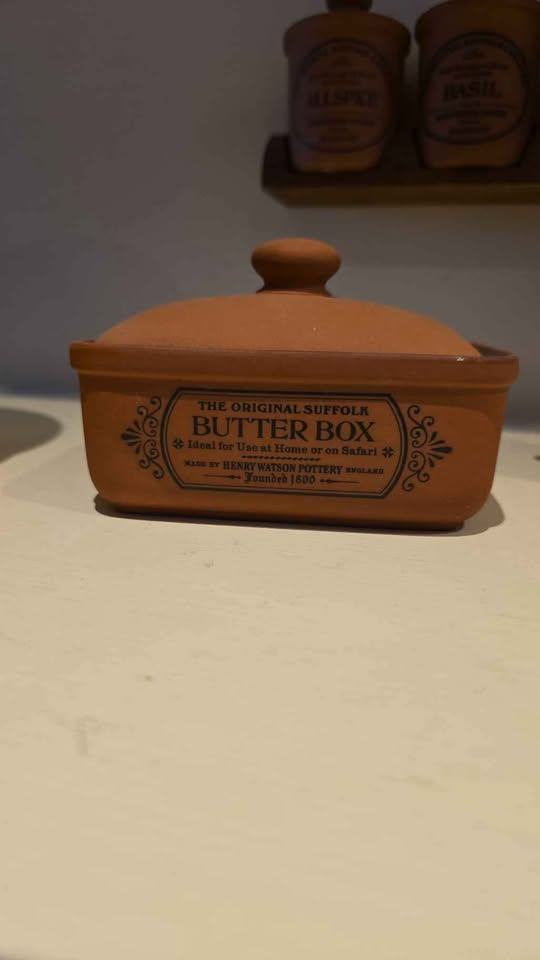 ALLSPICE
BASIL
THE ORIGINAL SUFFOLK
BUTTER BOX
Ideal for Use at Home or on Safari
MADE BY HENRY WATSON POTTERY ENGLAND
Founded 1800